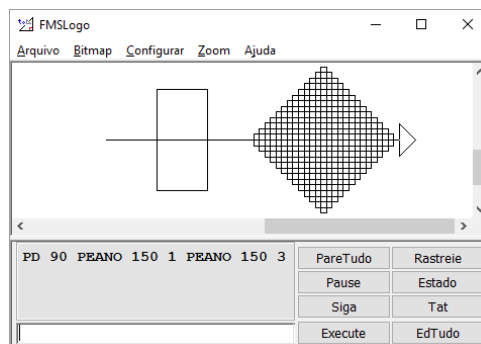 FMSLogo
Arquivo Bitmap Configurar Zoom Ajuda
PD 90 PEANO 150 1 PEANO 150 3
PareTudo Rastreie
Pause Estado
Siga Tat
Execute EdTudo